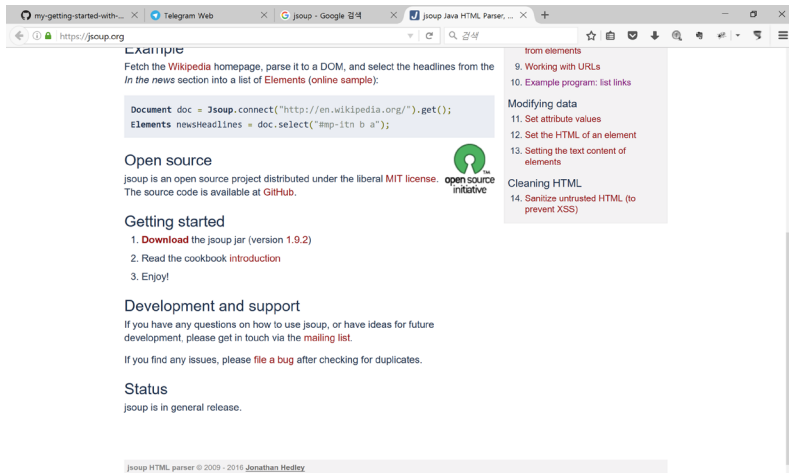 my-getting-started-with-...
Telegram Web
jsoup - Google 검색
jsoup Java HTML Parser, ...
https://jsoup.org
검색
Example
Fetch the Wikipedia homepage, parse it to a DOM, and select the headlines from the
In the news section into a list of Elements (online sample):
Document doc = Jsoup.connect("http://en.wikipedia.org/").get();
Elements newsHeadlines = doc.select("#mp-itn b a");
Open source
jsoup is an open source project distributed under the liberal MIT license.
The source code is available at GitHub.
open source
initiative
TM
Getting started
1. Download the jsoup jar (version 1.9.2)
2. Read the cookbook introduction
3. Enjoy!
Development and support
If you have any questions on how to use jsoup, or have ideas for future
development, please get in touch via the mailing list.
If you find any issues, please file a bug after checking for duplicates.
Status
jsoup is in general release.
from elements
9. Working with URLs
10. Example program: list links
Modifying data
11. Set attribute values
12. Set the HTML of an element
13. Setting the text content of
elements
Cleaning HTML
14. Sanitize untrusted HTML (to
prevent XSS)
jsoup HTML parser © 2009 - 2016 Jonathan Hedley